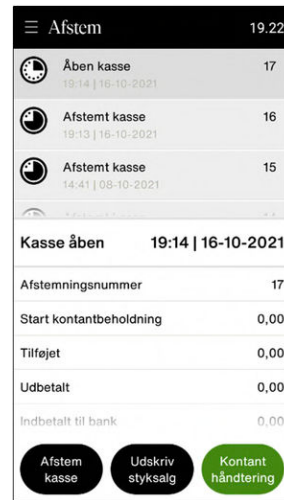 Afstem 19.22
Åben kasse 17
19:14 | 16-10-2021
Afstemt kasse 16
19:13 | 16-10-2021
Afstemt kasse 15
14:41 | 08-10-2021
Kasse åben 19:14 | 16-10-2021
Afstemningsnummer 17
Start kontantbeholdning 0,00
Tilføjet 0,00
Udbetalt 0,00
Indbetalt til bank 0,00
Afstem
kasse
Udskriv
styksalg
Kontant
håndtering